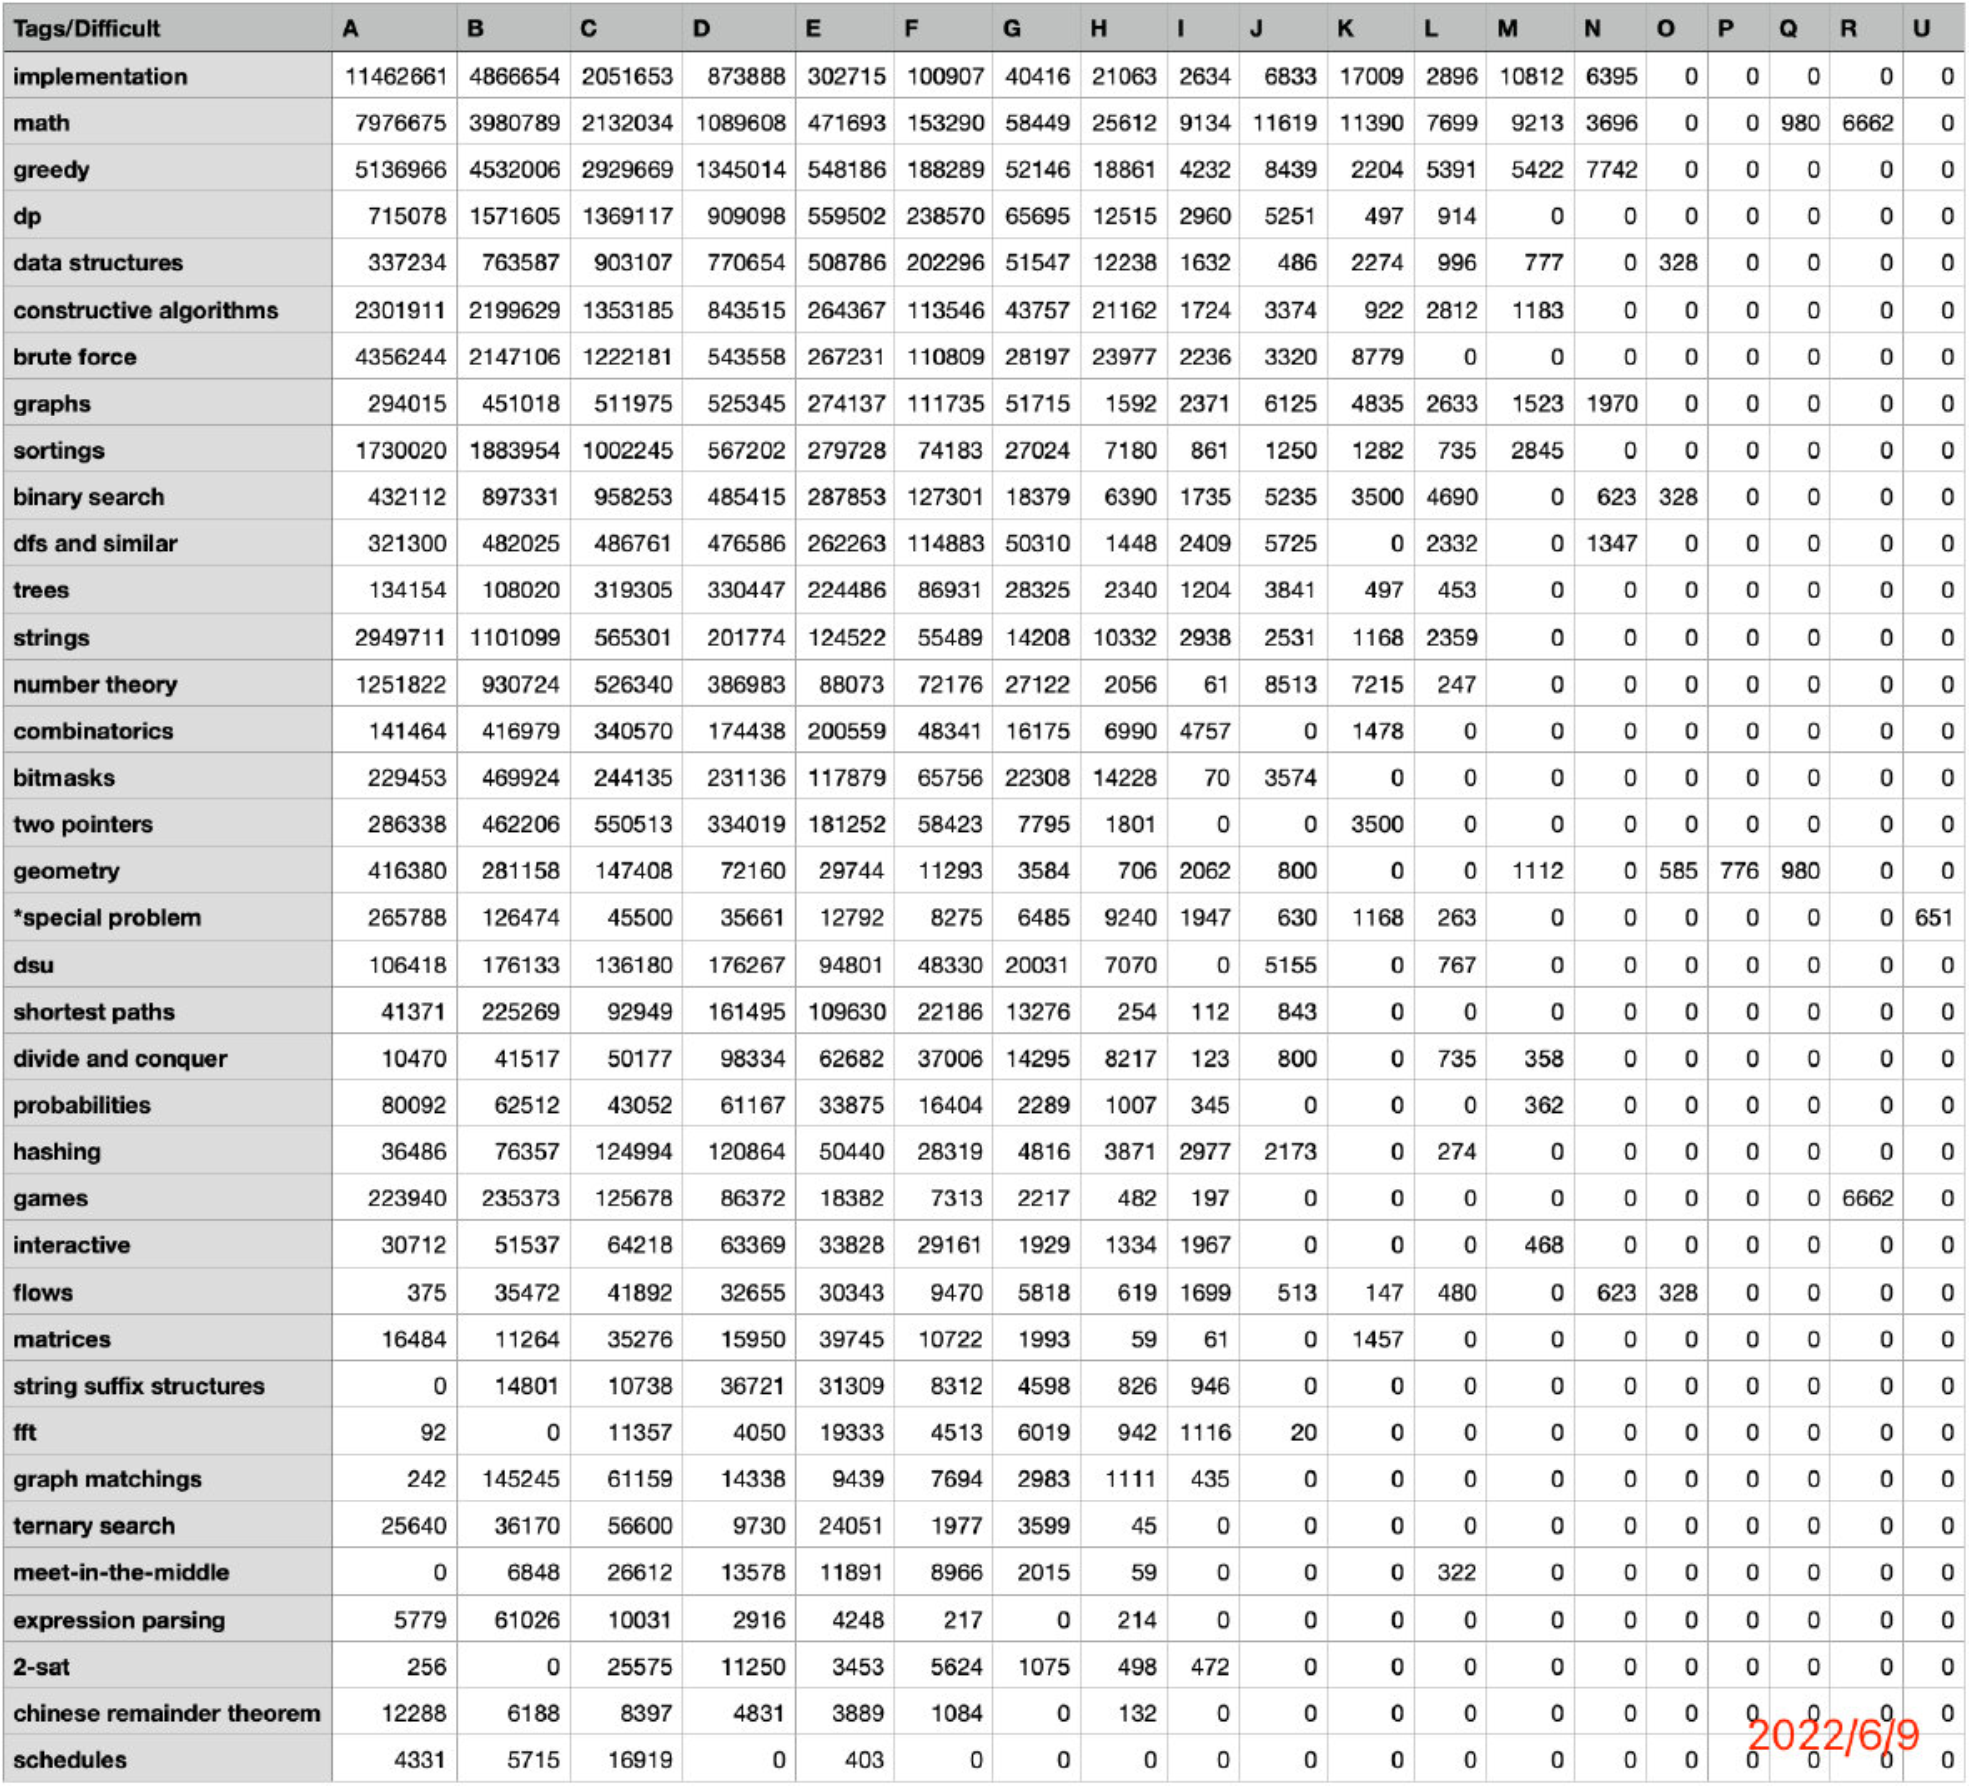 Tags/Difficult A B C D E F G H I J K L M N O P Q R U
implementation 11462661 4866654 2051653 873888 302715 100907 40416 21063 2634 6833 17009 2896 10812 6395 0 0 0 0 0
math 7976675 3980789 2132034 1089608 471693 153290 58449 25612 9134 11619 11390 7699 9213 3696 0 0 980 6662 0
greedy 5136966 4532006 2929669 1345014 548186 188289 52146 18861 4232 8439 2204 5391 5422 7742 0 0 0 0 0
dp 715078 1571605 1369117 909098 559502 238570 65695 12515 2960 5251 497 914 0 0 0 0 0 0 0
data structures 337234 763587 903107 770654 508786 202296 51547 12238 1632 486 2274 996 777 0 328 0 0 0 0
constructive algorithms 2301911 2199629 1353185 843515 264367 113546 43757 21162 1724 3374 922 2812 1183 0 0 0 0 0 0
brute force 4356244 2147106 1222181 543558 267231 110809 28197 23977 2236 3320 8779 0 0 0 0 0 0 0 0
graphs 294015 451018 511975 525345 274137 111735 51715 1592 2371 6125 4835 2633 1523 1970 0 0 0 0 0
sortings 1730020 1883954 1002245 567202 279728 74183 27024 7180 861 1250 1282 735 2845 0 0 0 0 0 0
binary search 432112 897331 958253 485415 287853 127301 18379 6390 1735 5235 3500 4690 0 623 328 0 0 0 0
dfs and similar 321300 482025 486761 476586 262263 114883 50310 1448 2409 5725 0 2332 0 1347 0 0 0 0 0
trees 134154 108020 319305 330447 224486 86931 28325 2340 1204 3841 497 453 0 0 0 0 0 0 0
strings 2949711 1101099 565301 201774 124522 55489 14208 10332 2938 2531 1168 2359 0 0 0 0 0 0 0
number theory 1251822 930724 526340 386983 88073 72176 27122 2056 61 8513 7215 247 0 0 0 0 0 0 0
combinatorics 141464 416979 340570 174438 200559 48341 16175 6990 4757 0 1478 0 0 0 0 0 0 0 0
bitmasks 229453 469924 244135 231136 117879 65756 22308 14228 70 3574 0 0 0 0 0 0 0 0 0
two pointers 286338 462206 550513 334019 181252 58423 7795 1801 0 0 3500 0 0 0 0 0 0 0 0
geometry 416380 281158 147408 72160 29744 11293 3584 706 2062 800 0 0 1112 0 585 776 980 0 0
*special problem 265788 126474 45500 35661 12792 8275 6485 9240 1947 630 1168 263 0 0 0 0 0 0 651
dsu 106418 176133 136180 176267 94801 48330 20031 7070 0 5155 0 767 0 0 0 0 0 0 0
shortest paths 41371 225269 92949 161495 109630 22186 13276 254 112 843 0 0 0 0 0 0 0 0 0
divide and conquer 10470 41517 50177 98334 62682 37006 14295 8217 123 800 0 735 358 0 0 0 0 0 0
probabilities 80092 62512 43052 61167 33875 16404 2289 1007 345 0 0 0 362 0 0 0 0 0 0
hashing 36486 76357 124994 120864 50440 28319 4816 3871 2977 2173 0 274 0 0 0 0 0 0 0
games 223940 235373 125678 86372 18382 7313 2217 482 197 0 0 0 0 0 0 0 0 6662 0
interactive 30712 51537 64218 63369 33828 29161 1929 1334 1967 0 0 0 468 0 0 0 0 0 0
flows 375 35472 41892 32655 30343 9470 5818 619 1699 513 147 480 0 623 328 0 0 0 0
matrices 16484 11264 35276 15950 39745 10722 1993 59 61 0 1457 0 0 0 0 0 0 0 0
string suffix structures 0 14801 10738 36721 31309 8312 4598 826 946 0 0 0 0 0 0 0 0 0 0
fft 92 0 11357 4050 19333 4513 6019 942 1116 20 0 0 0 0 0 0 0 0 0
graph matchings 242 145245 61159 14338 9439 7694 2983 1111 435 0 0 0 0 0 0 0 0 0 0
ternary search 25640 36170 56600 9730 24051 1977 3599 45 0 0 0 0 0 0 0 0 0 0 0
meet-in-the-middle 0 6848 26612 13578 11891 8966 2015 59 0 0 0 322 0 0 0 0 0 0 0
expression parsing 5779 61026 10031 2916 4248 217 0 214 0 0 0 0 0 0 0 0 0 0 0
2-sat 256 0 25575 11250 3453 5624 1075 498 472 0 0 0 0 0 0 0 0 0 0
chinese remainder theorem 12288 6188 8397 4831 3889 1084 0 132 0 0 0 0 0 0 0 0 0 0 0
schedules 4331 5715 16919 0 403 0 0 0 0 0 0 0 0 0 0 0 0 0 0
2022/6/9